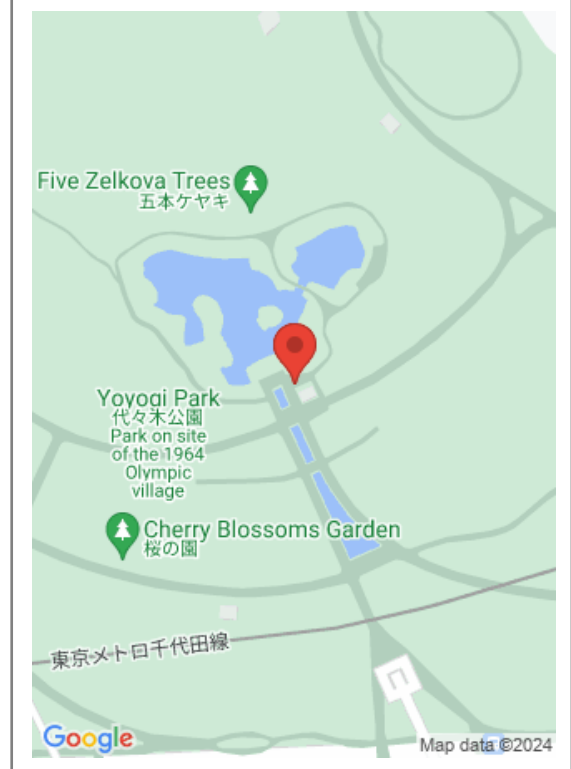 Five Zelkova Trees
五本ケヤキ
Yoyogi Park
代々木公園
Park on site
of the 1964
Olympic
village
Cherry Blossoms Garden
桜の園
東京メトロ千代田線
Google
Map data ©2024